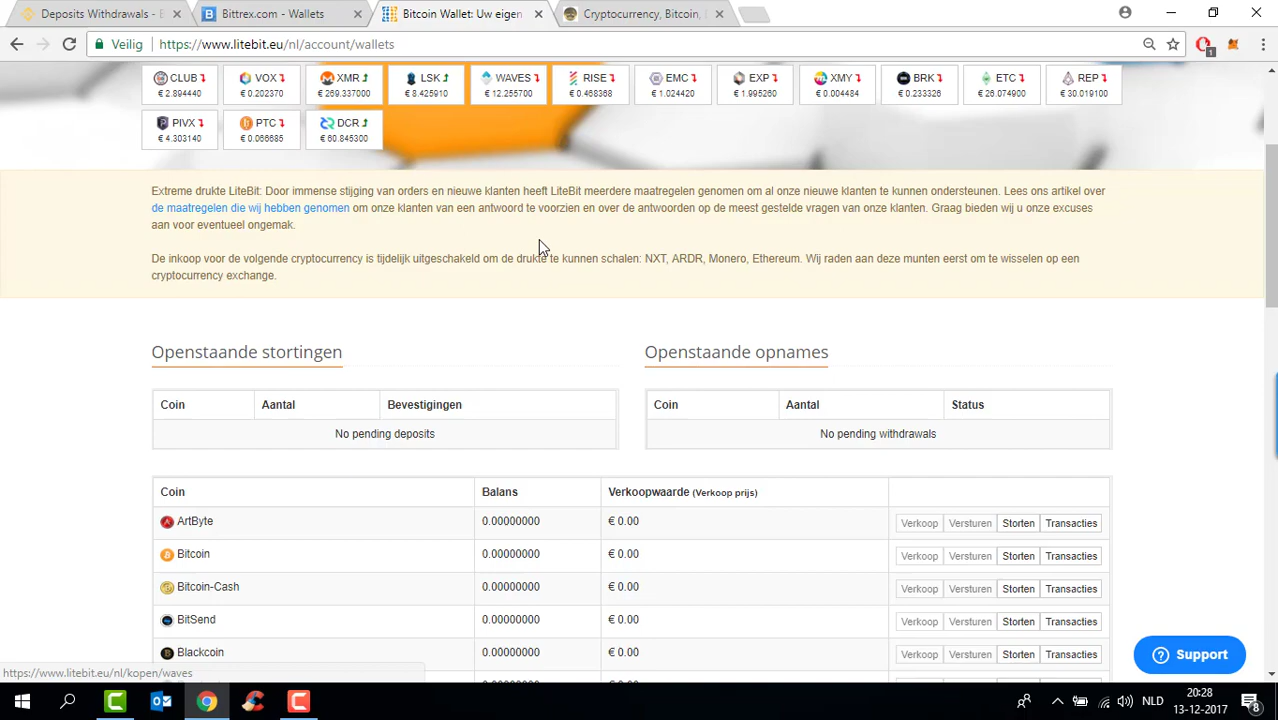 Deposits Withdrawals - B
Bittrex.com - Wallets
Bitcoin Wallet: Uw eigen
Cryptocurrency, Bitcoin,
Veilig
https://www.litebit.eu/nl/account/wallets
1
CLUB
VOX
XMR
LSK
WAVES
RISE
EMC
EXP
XMY
BRK
ETC
REP
€ 2.894440
€ 0.202370
€ 269.337000
€ 8.425910
€ 12.255700
€ 0.468368
€ 1.024420
€ 1.995260
€ 0.004484
€ 0.233326
€ 26.074900
€ 30.019100
PIVX
PTC
DCR
€ 4.303140
€ 0.066685
€ 60.845300
Extreme drukte LiteBit: Door immense stijging van orders en nieuwe klanten heeft LiteBit meerdere maatregelen genomen om al onze nieuwe klanten te kunnen ondersteunen. Lees ons artikel over
de maatregelen die wij hebben genomen om onze klanten van een antwoord te voorzien en over de antwoorden op de meest gestelde vragen van onze klanten. Graag bieden wij u onze excuses
aan voor eventueel ongemak.
De inkoop voor de volgende cryptocurrency is tijdelijk uitgeschakeld om de drukte te kunnen schalen: NXT, ARDR, Monero, Ethereum. Wij raden aan deze munten eerst om te wisselen op een
cryptocurrency exchange.
Openstaande stortingen
Openstaande opnames
Coin Aantal Bevestigingen
Coin Aantal Status
No pending deposits
No pending withdrawals
Coin Balans Verkoopwaarde (Verkoop prijs)
ArtByte 0.00000000 € 0.00 Verkoop Versturen Storten Transacties
Bitcoin 0.00000000 € 0.00 Verkoop Versturen Storten Transacties
Bitcoin-Cash 0.00000000 € 0.00 Verkoop Versturen Storten Transacties
BitSend 0.00000000 € 0.00 Verkoop Versturen Storten Transacties
Blackcoin 0.00000000 € 0.00 Verkoop Versturen Storten Transacties
Support
https://www.litebit.eu/nl/kopen/waves
NLD
20:28
13-12-2017
8